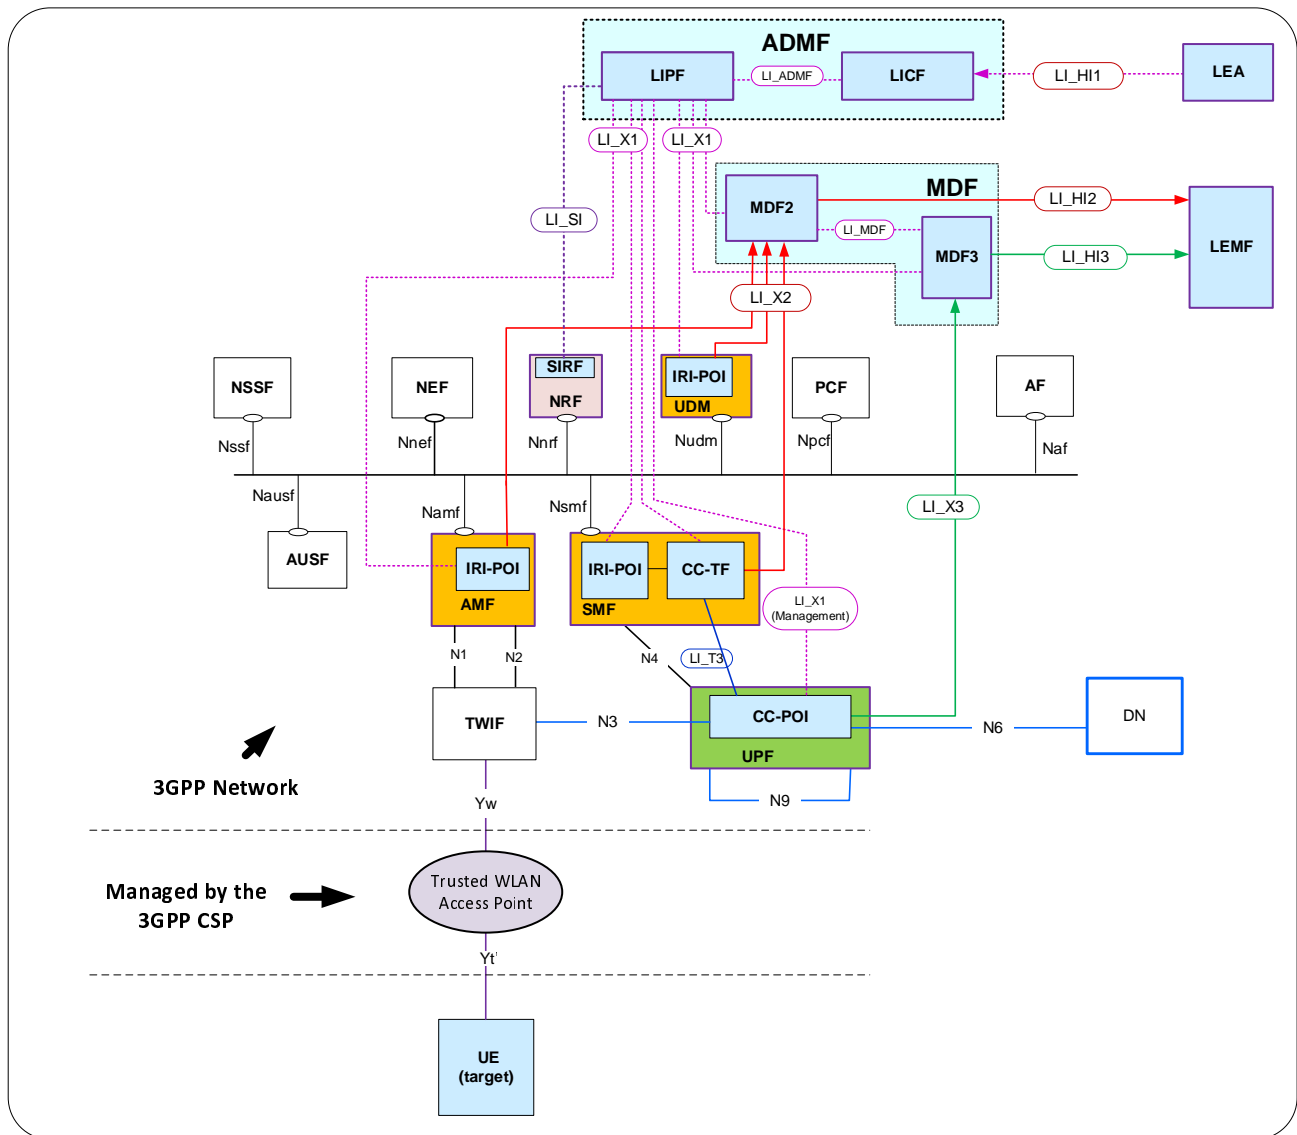 ADMF
LIPF
LI_ADMF
LICF
LI_HI1
LEA
LI_X1
LI_X1
MDF
MDF2
LI_HI2
LEMF
LI_SI
LI_MDF
MDF3
LI_HI3
LI_X2
NSSF
NEF
SIRF
NRF
IRI-POI
UDM
PCF
AF
Nssf
Nnef
Nnrf
Nudm
Npcf
Naf
Nausf
Namf
Nsmf
LI_X3
AUSF
IRI-POI
AMF
IRI-POI
CC-TF
SMF
LI_X1
(Management)
N1
N2
N4
LI_T3
TWIF
N3
CC-POI
UPF
N6
DN
N9
3GPP Network
Yw
Managed by the
3GPP CSP
Trusted WLAN
Access Point
Yt'
UE
(target)